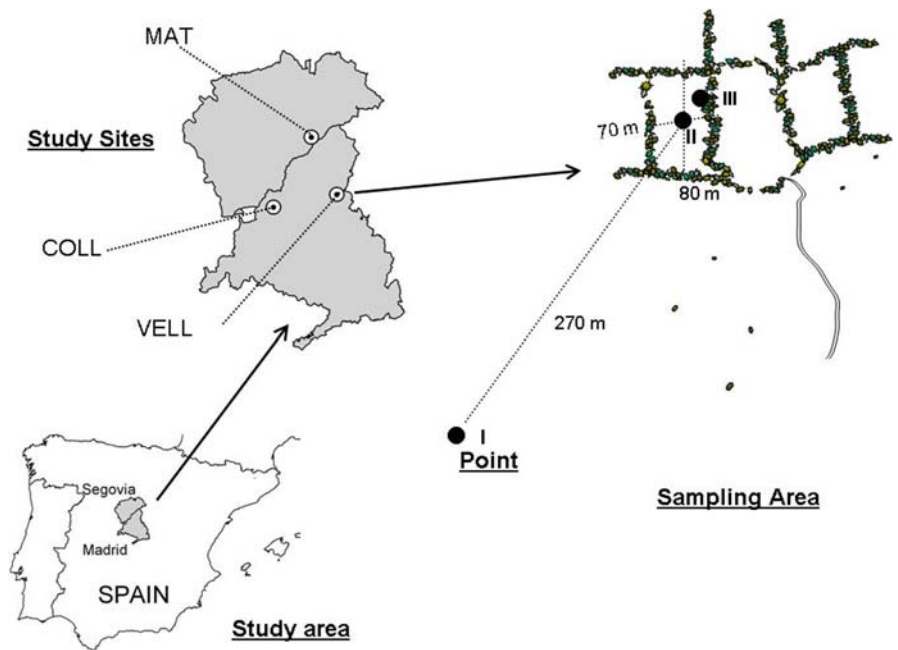 MAT
Study Sites
COLL
VELL
70 m
III
II
80 m
270 m
I
Point
Sampling Area
Segovia
Madrid
SPAIN
Study area